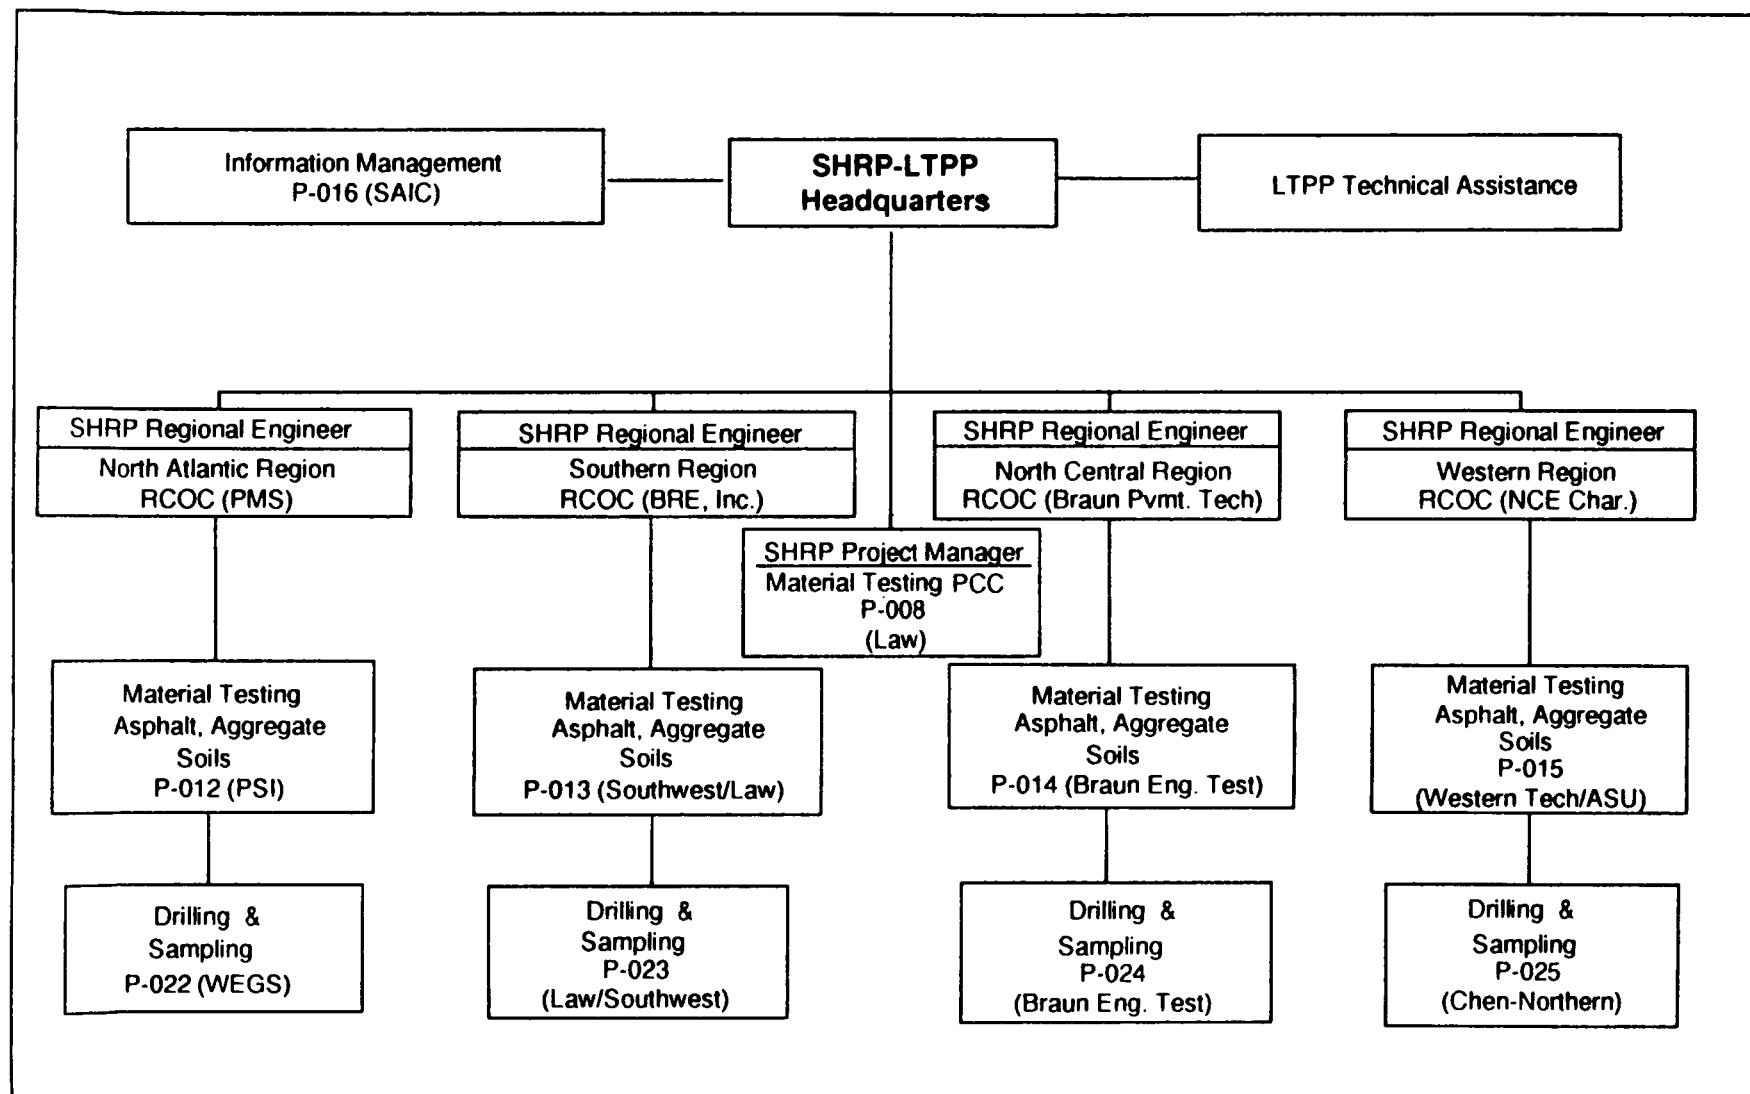 Information Management
P-016 (SAIC)
SHRP-LTPP
Headquarters
LTPP Technical Assistance
SHRP Regional Engineer
North Atlantic Region
RCOC (PMS)
SHRP Regional Engineer
Southern Region
RCOC (BRE, Inc.)
SHRP Regional Engineer
North Central Region
RCOC (Braun Pvmt. Tech)
SHRP Regional Engineer
Western Region
RCOC (NCE Char.)
SHRP Project Manager
Material Testing PCC
P-008
(Law)
Material Testing
Asphalt, Aggregate
Soils
P-012 (PSI)
Material Testing
Asphalt, Aggregate
Soils
P-013 (Southwest/Law)
Material Testing
Asphalt, Aggregate
Soils
P-014 (Braun Eng. Test)
Material Testing
Asphalt, Aggregate
Soils
P-015
(Western Tech/ASU)
Drilling &
Sampling
P-022 (WEGS)
Drilling &
Sampling
P-023
(Law/Southwest)
Drilling &
Sampling
P-024
(Braun Eng. Test)
Drilling &
Sampling
P-025
(Chen-Northern)